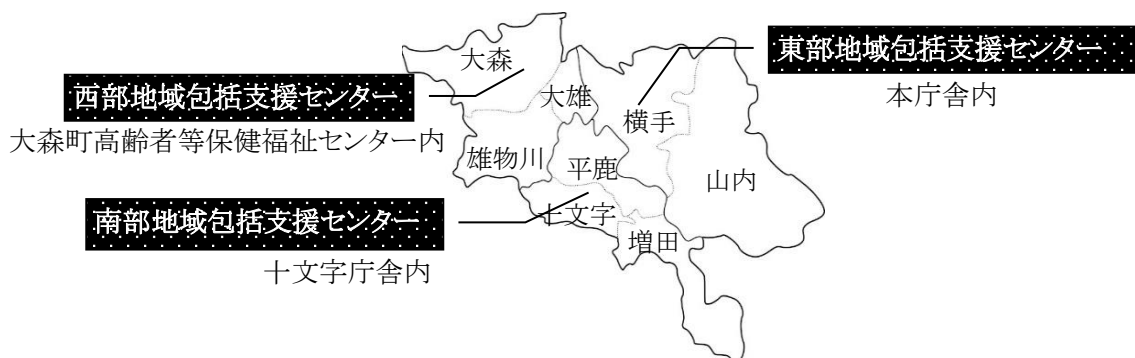 大森
東部地域包括支援センター
西部地域包括支援センター
大雄
本庁舎内
横手
大森町高齢者等保健福祉センター内
雄物川
平鹿
山内
南部地域包括支援センター
十文字
増田
十文字庁舎内